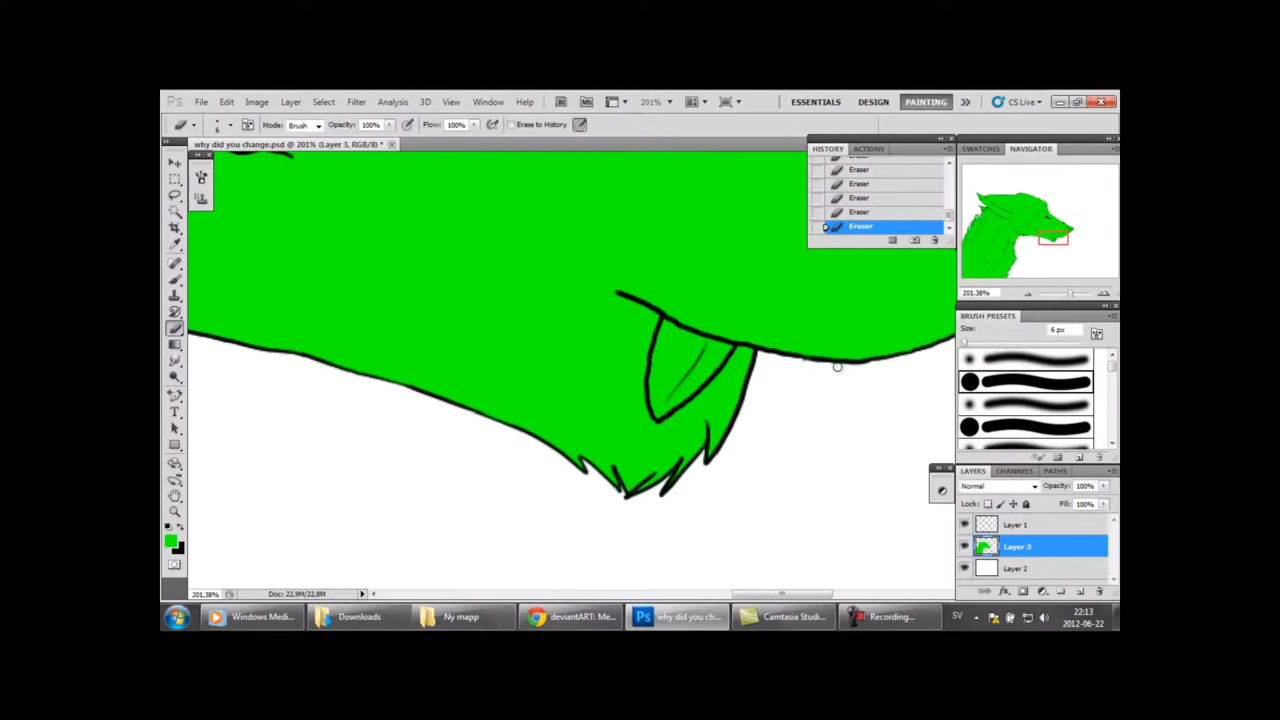 Ps File Edit Image Layer Select Filter Analysis 3D View Window Help Br Mb 201% ESSENTIALS DESIGN PAINTING CS Live
6 Mode: Brush Opacity: 100% Flow: 100% Erase to History
why did you change.psd @ 201% (Layer 3, RGB/8) *
HISTORY ACTIONS
Eraser
Eraser
Eraser
Eraser
Eraser
Eraser
SWATCHES NAVIGATOR
201.38%
BRUSH PRESETS
Size: 6 px
LAYERS CHANNELS PATHS
Normal Opacity: 100%
Lock: Fill: 100%
Layer 1
Layer 3
Layer 2
201,38% Doc: 22,9M/22,8M
Windows Medi... Downloads Ny mapp deviantART: Me... Ps why did you ch... Camtasia Studi... Recording... SV 22:13
2012-06-22